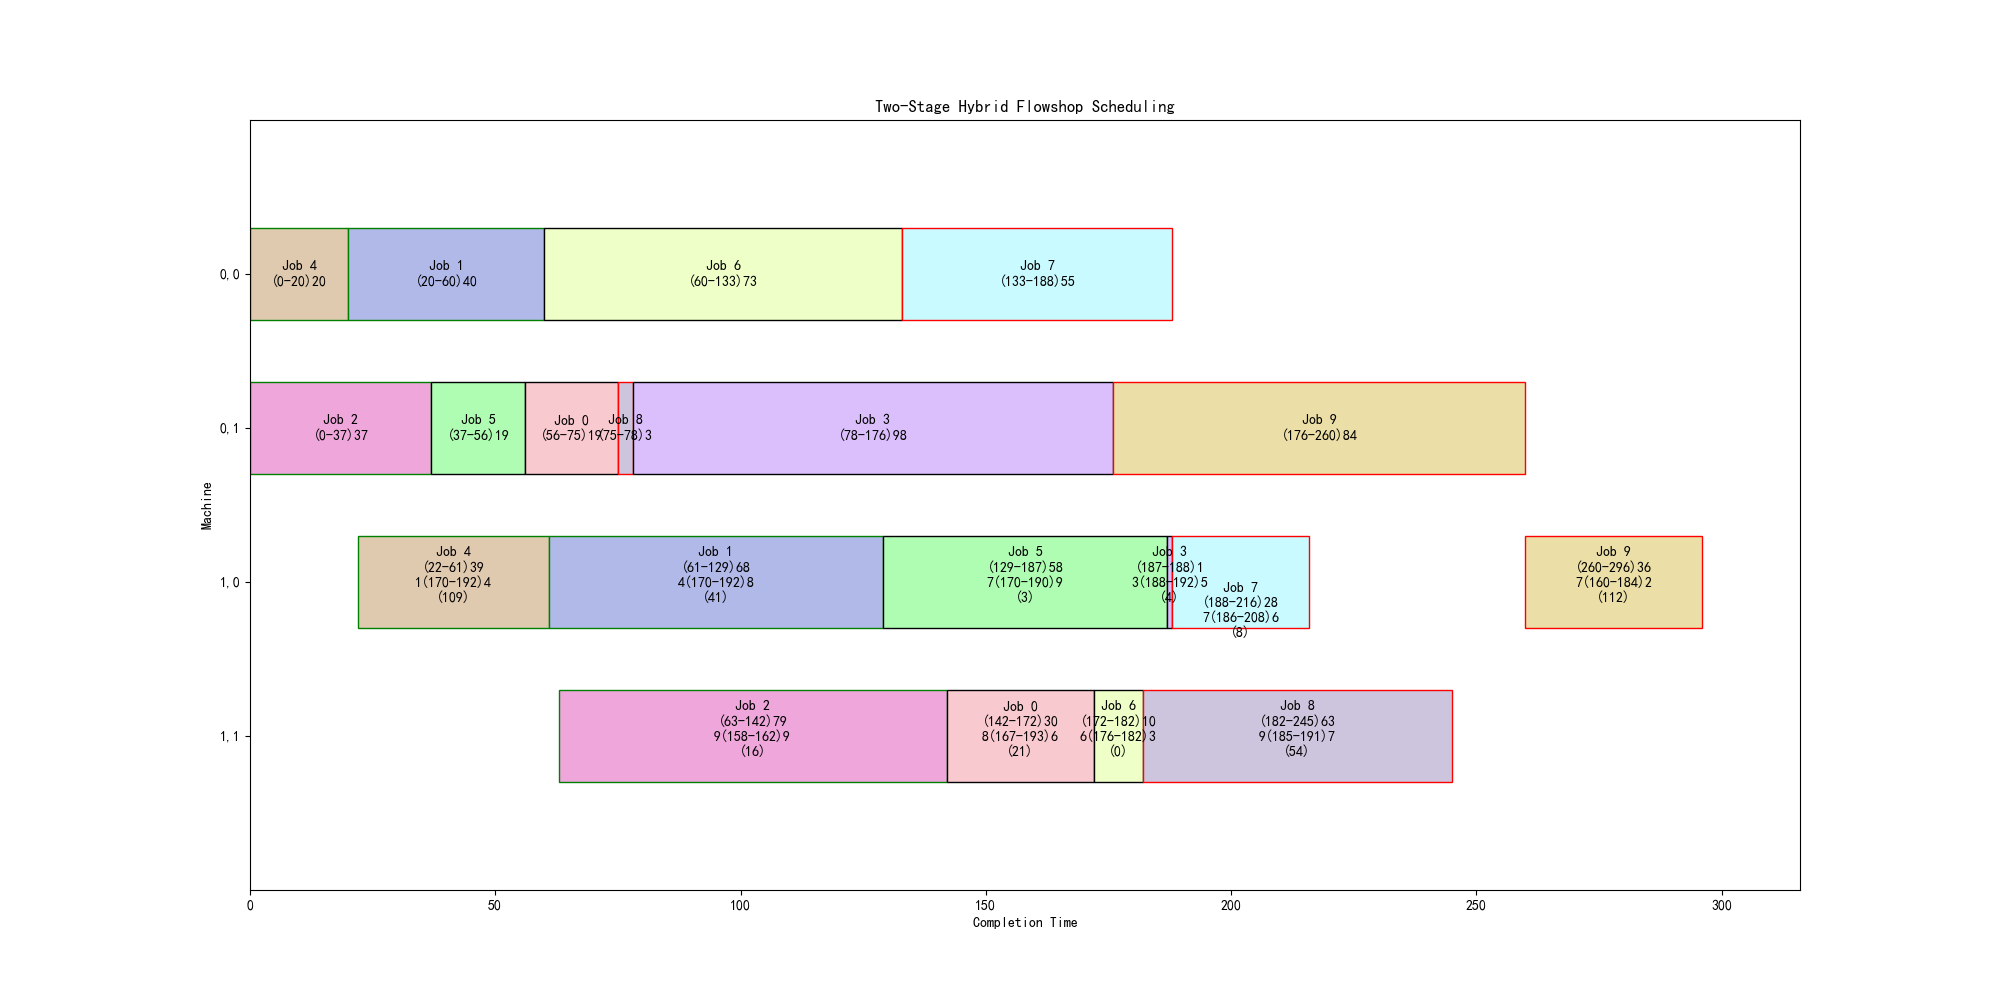 Two-Stage Hybrid Flowshop Scheduling
Machine
0,0
Job 4
(0-20)20
Job 1
(20-60)40
Job 6
(60-133)73
Job 7
(133-188)55
0,1
Job 2
(0-37)37
Job 5
(37-56)19
Job 0
(56-75)19
Job 8
(75-78)3
Job 3
(78-176)98
Job 9
(176-260)84
1,0
Job 4
(22-61)39
1(170-192)4
(109)
Job 1
(61-129)68
4(170-192)8
(41)
Job 5
(129-187)58
7(170-190)9
(3)
Job 3
(187-188)1
3(188-192)5
(4)
Job 7
(188-216)28
7(186-208)6
(8)
Job 9
(260-296)36
7(160-184)2
(112)
1,1
Job 2
(63-142)79
9(158-162)9
(16)
Job 0
(142-172)30
8(167-193)6
(21)
Job 6
(172-182)10
6(176-182)3
(0)
Job 8
(182-245)63
9(185-191)7
(54)
0
50
100
150
200
250
300
Completion Time